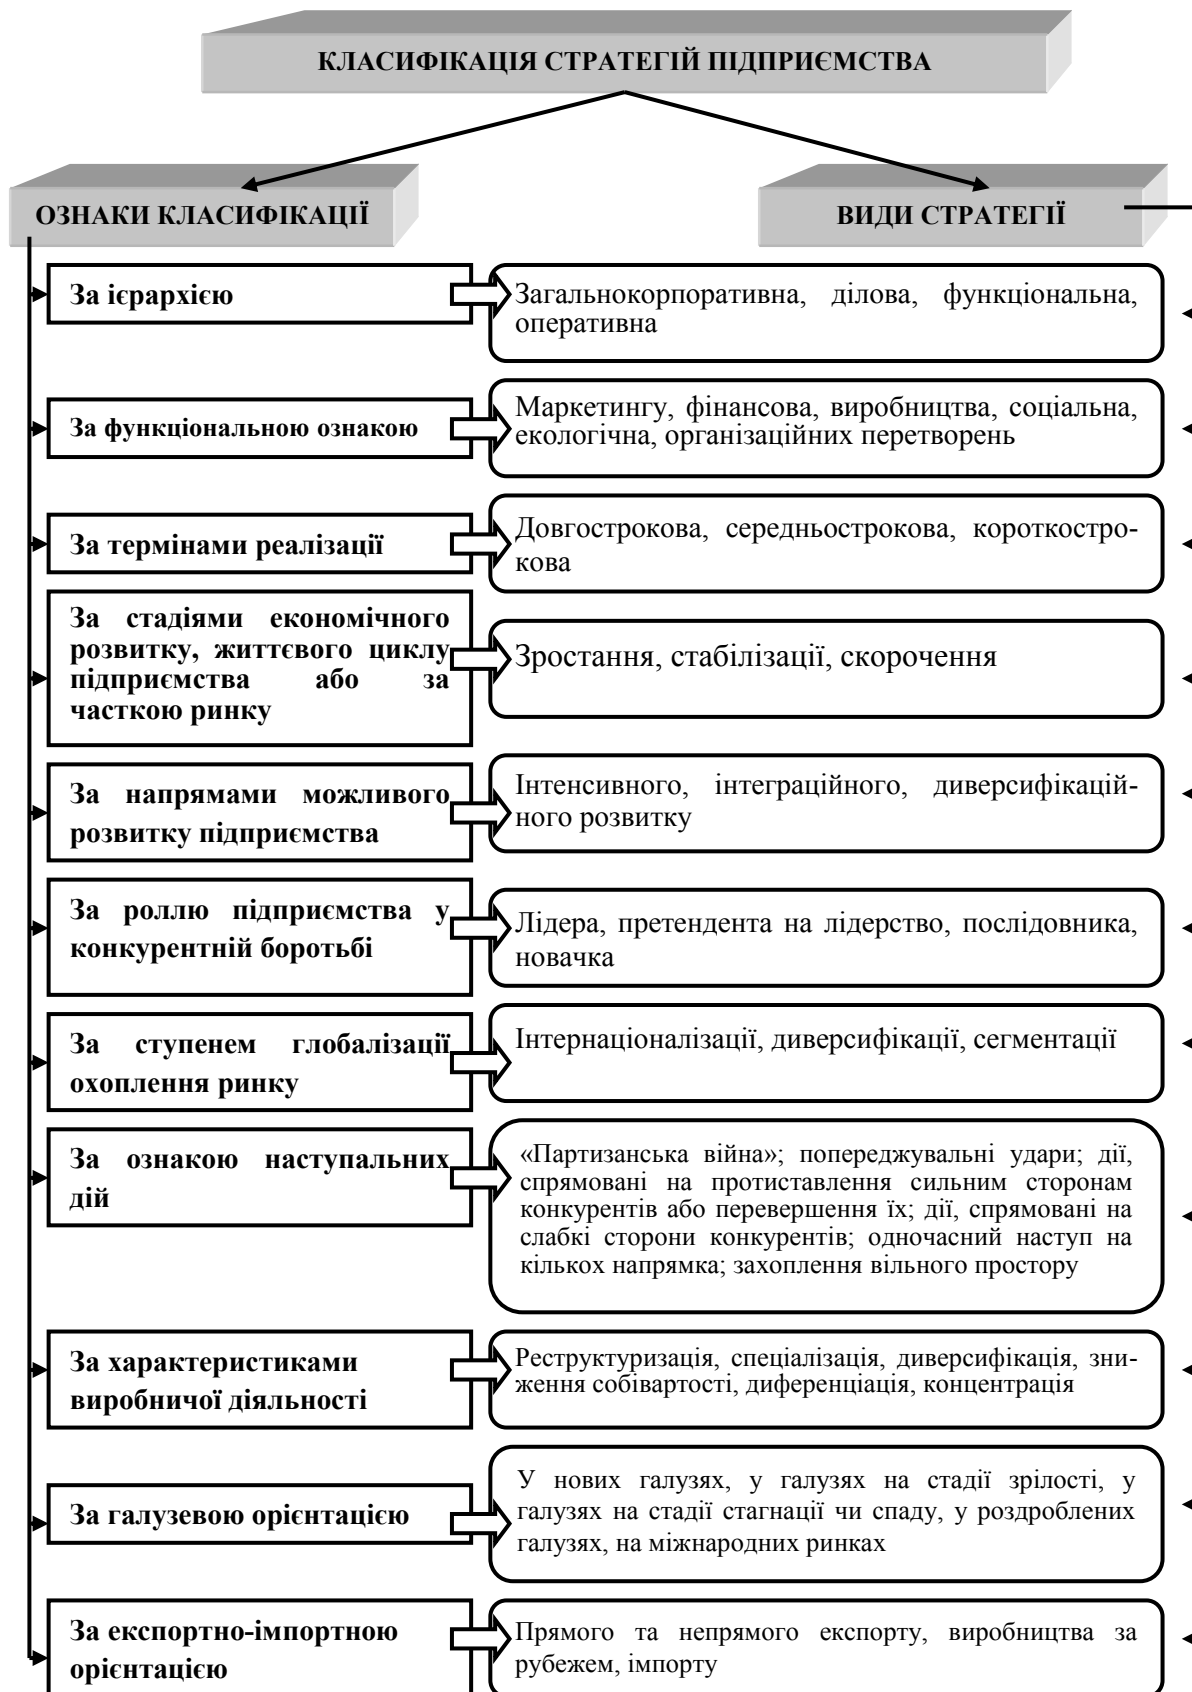 КЛАСИФІКАЦІЯ СТРАТЕГІЙ ПІДПРИЄМСТВА
ОЗНАКИ КЛАСИФІКАЦІЇ
ВИДИ СТРАТЕГІЇ
За ієрархією
Загальнокорпоративна, ділова, функціональна,
оперативна
За функціональною ознакою
Маркетингу, фінансова, виробництва, соціальна,
екологічна, організаційних перетворень
За термінами реалізації
Довгострокова, середньострокова, короткостро-
кова
За стадіями економічного
розвитку, життєвого циклу
підприємства або за
часткою ринку
Зростання, стабілізації, скорочення
За напрямами можливого
розвитку підприємства
Інтенсивного, інтеграційного, диверсифікацій-
ного розвитку
За роллю підприємства у
конкурентній боротьбі
Лідера, претендента на лідерство, послідовника,
новачка
За ступенем глобалізації
охоплення ринку
Інтернаціоналізації, диверсифікації, сегментації
За ознакою наступальних
дій
«Партизанська війна»; попереджувальні удари; дії,
спрямовані на протиставлення сильним сторонам
конкурентів або перевершення їх; дії, спрямовані на
слабкі сторони конкурентів; одночасний наступ на
кількох напрямка; захоплення вільного простору
За характеристиками
виробничої діяльності
Реструктуризація, спеціалізація, диверсифікація, зни-
ження собівартості, диференціація, концентрація
За галузевою орієнтацією
У нових галузях, у галузях на стадії зрілості, у
галузях на стадії стагнації чи спаду, у роздроблених
галузях, на міжнародних ринках
За експортно-імпортною
орієнтацією
Прямого та непрямого експорту, виробництва за
рубежем, імпорту